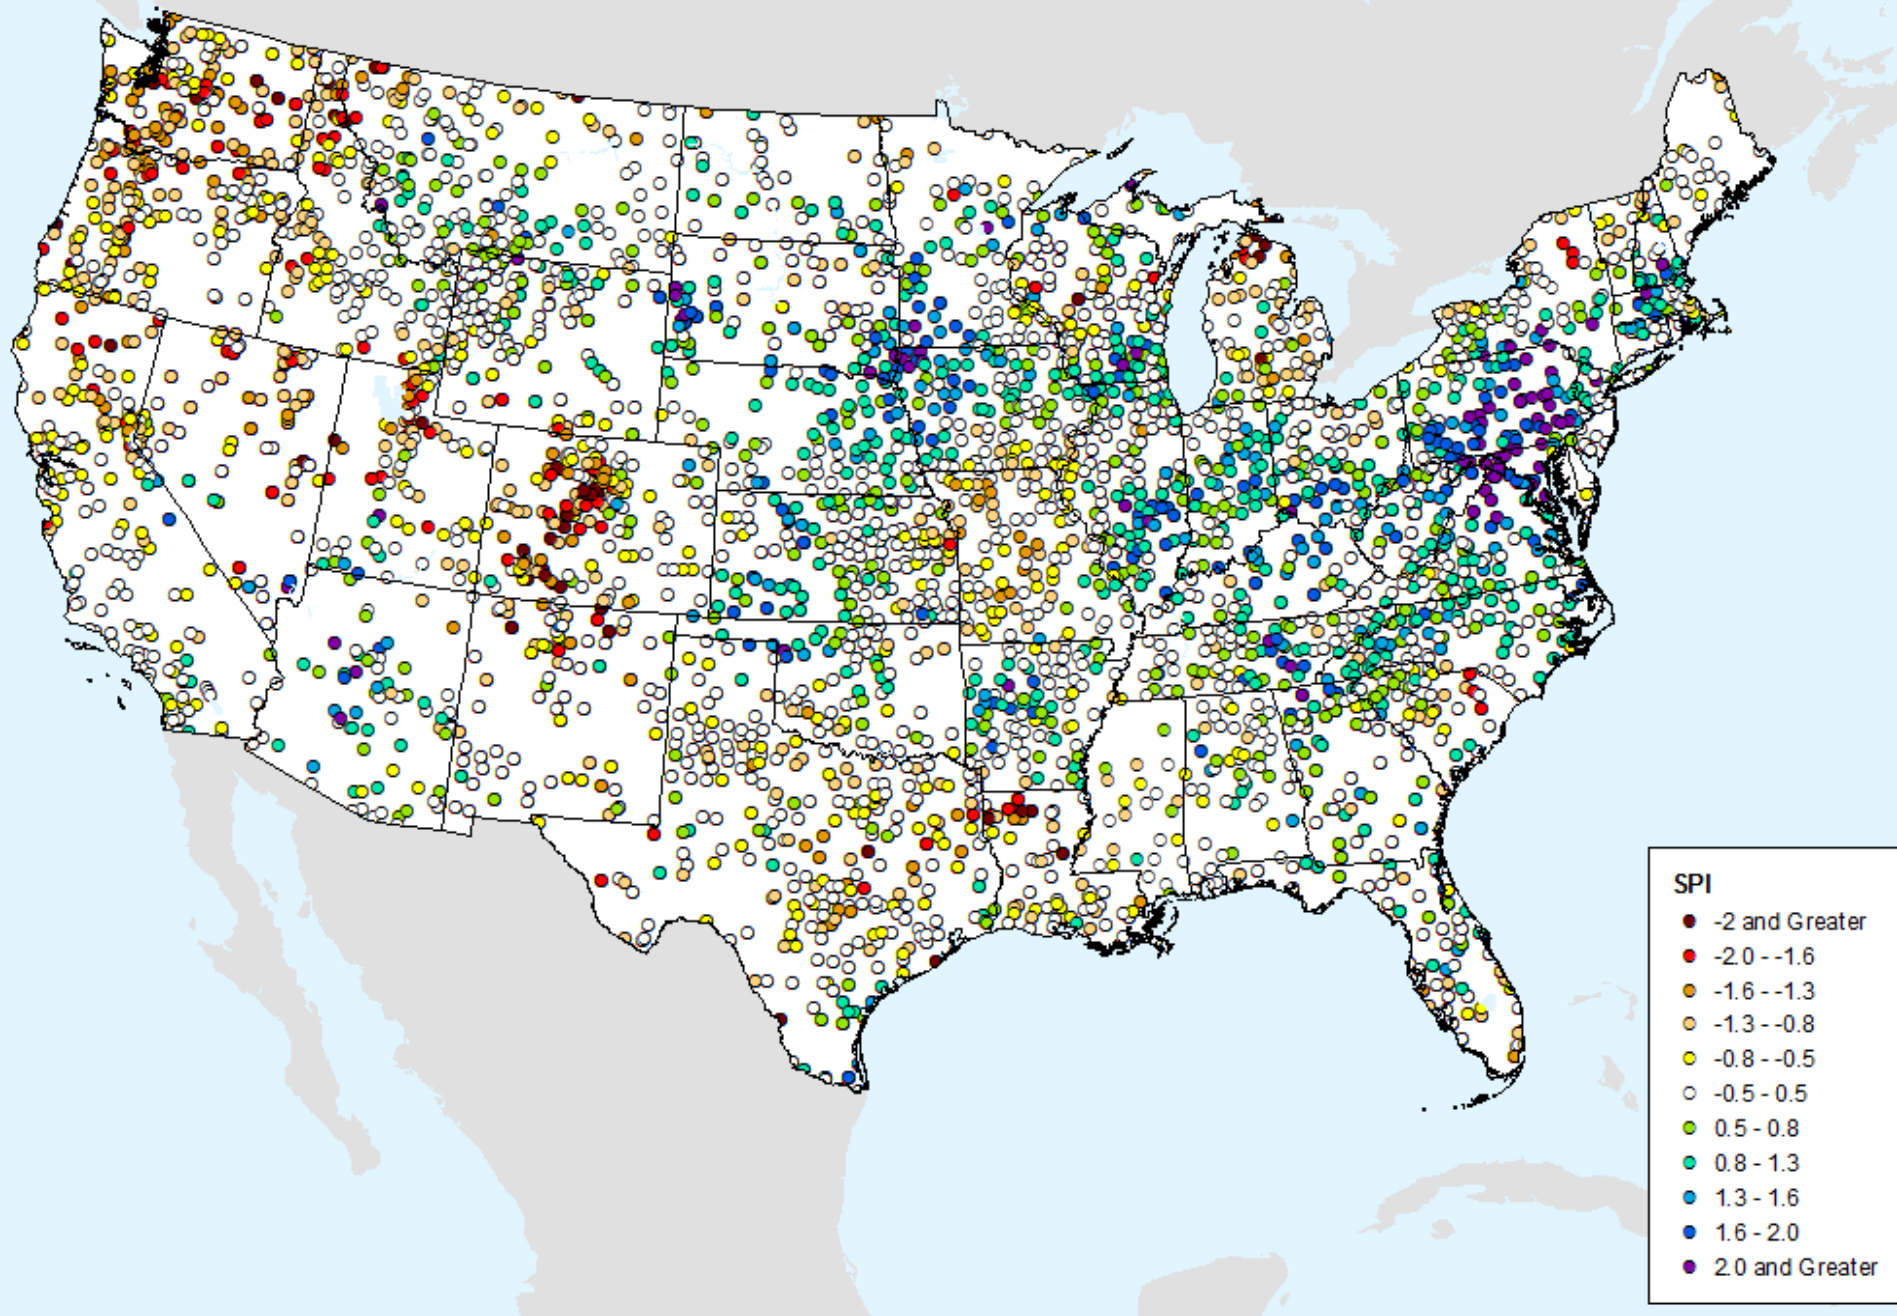 SPI
-2 and Greater
-2.0 - -1.6
-1.6 - -1.3
-1.3 - -0.8
-0.8 - -0.5
-0.5 - 0.5
0.5 - 0.8
0.8 - 1.3
1.3 - 1.6
1.6 - 2.0
2.0 and Greater